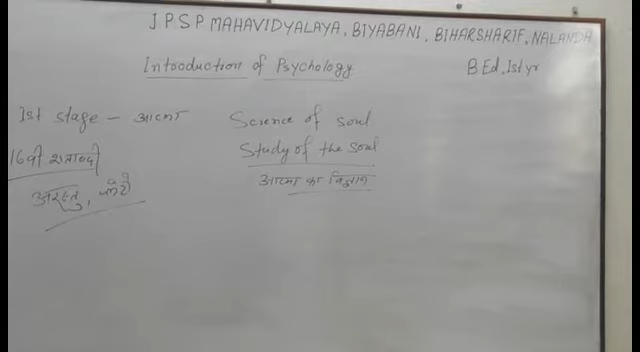 J P S P MAHAVIDYALAYA, BIYABANI, BIHARSHARIF, NALANDA
Introduction of Psychology
B Ed. Ist yr
Ist stage - आत्मा Science of soul
16वी शताब्दी Study of the soul
अरस्तु, प्लेटो आत्मा का विज्ञान